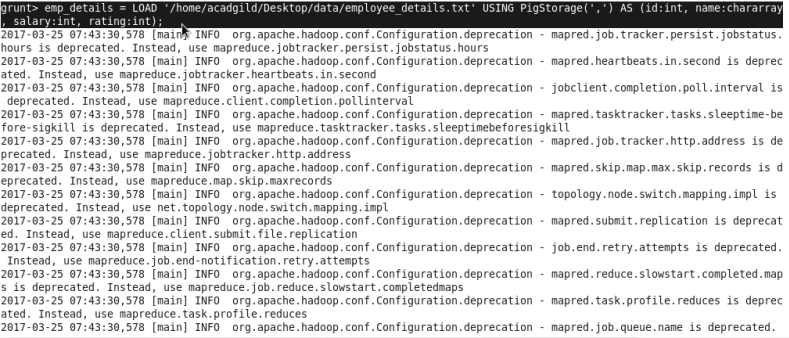 grunt> emp_details = LOAD '/home/acadgild/Desktop/data/employee_details.txt' USING PigStorage(',') AS (id:int, name:chararray
, salary:int, rating:int);
2017-03-25 07:43:30,578 [main] INFO  org.apache.hadoop.conf.Configuration.deprecation - mapred.job.tracker.persist.jobstatus.
hours is deprecated. Instead, use mapreduce.jobtracker.persist.jobstatus.hours
2017-03-25 07:43:30,578 [main] INFO  org.apache.hadoop.conf.Configuration.deprecation - mapred.heartbeats.in.second is deprec
ated. Instead, use mapreduce.jobtracker.heartbeats.in.second
2017-03-25 07:43:30,578 [main] INFO  org.apache.hadoop.conf.Configuration.deprecation - jobclient.completion.poll.interval is
 deprecated. Instead, use mapreduce.client.completion.pollinterval
2017-03-25 07:43:30,578 [main] INFO  org.apache.hadoop.conf.Configuration.deprecation - mapred.tasktracker.tasks.sleeptime-be
fore-sigkill is deprecated. Instead, use mapreduce.tasktracker.tasks.sleeptimebeforesigkill
2017-03-25 07:43:30,578 [main] INFO  org.apache.hadoop.conf.Configuration.deprecation - mapred.job.tracker.http.address is de
precated. Instead, use mapreduce.jobtracker.http.address
2017-03-25 07:43:30,578 [main] INFO  org.apache.hadoop.conf.Configuration.deprecation - mapred.skip.map.max.skip.records is d
eprecated. Instead, use mapreduce.map.skip.maxrecords
2017-03-25 07:43:30,578 [main] INFO  org.apache.hadoop.conf.Configuration.deprecation - topology.node.switch.mapping.impl is
deprecated. Instead, use net.topology.node.switch.mapping.impl
2017-03-25 07:43:30,578 [main] INFO  org.apache.hadoop.conf.Configuration.deprecation - mapred.submit.replication is deprecat
ed. Instead, use mapreduce.client.submit.file.replication
2017-03-25 07:43:30,578 [main] INFO  org.apache.hadoop.conf.Configuration.deprecation - job.end.retry.attempts is deprecated.
 Instead, use mapreduce.job.end-notification.retry.attempts
2017-03-25 07:43:30,578 [main] INFO  org.apache.hadoop.conf.Configuration.deprecation - mapred.reduce.slowstart.completed.map
s is deprecated. Instead, use mapreduce.job.reduce.slowstart.completedmaps
2017-03-25 07:43:30,578 [main] INFO  org.apache.hadoop.conf.Configuration.deprecation - mapred.task.profile.reduces is deprec
ated. Instead, use mapreduce.task.profile.reduces
2017-03-25 07:43:30,578 [main] INFO  org.apache.hadoop.conf.Configuration.deprecation - mapred.job.queue.name is deprecated.